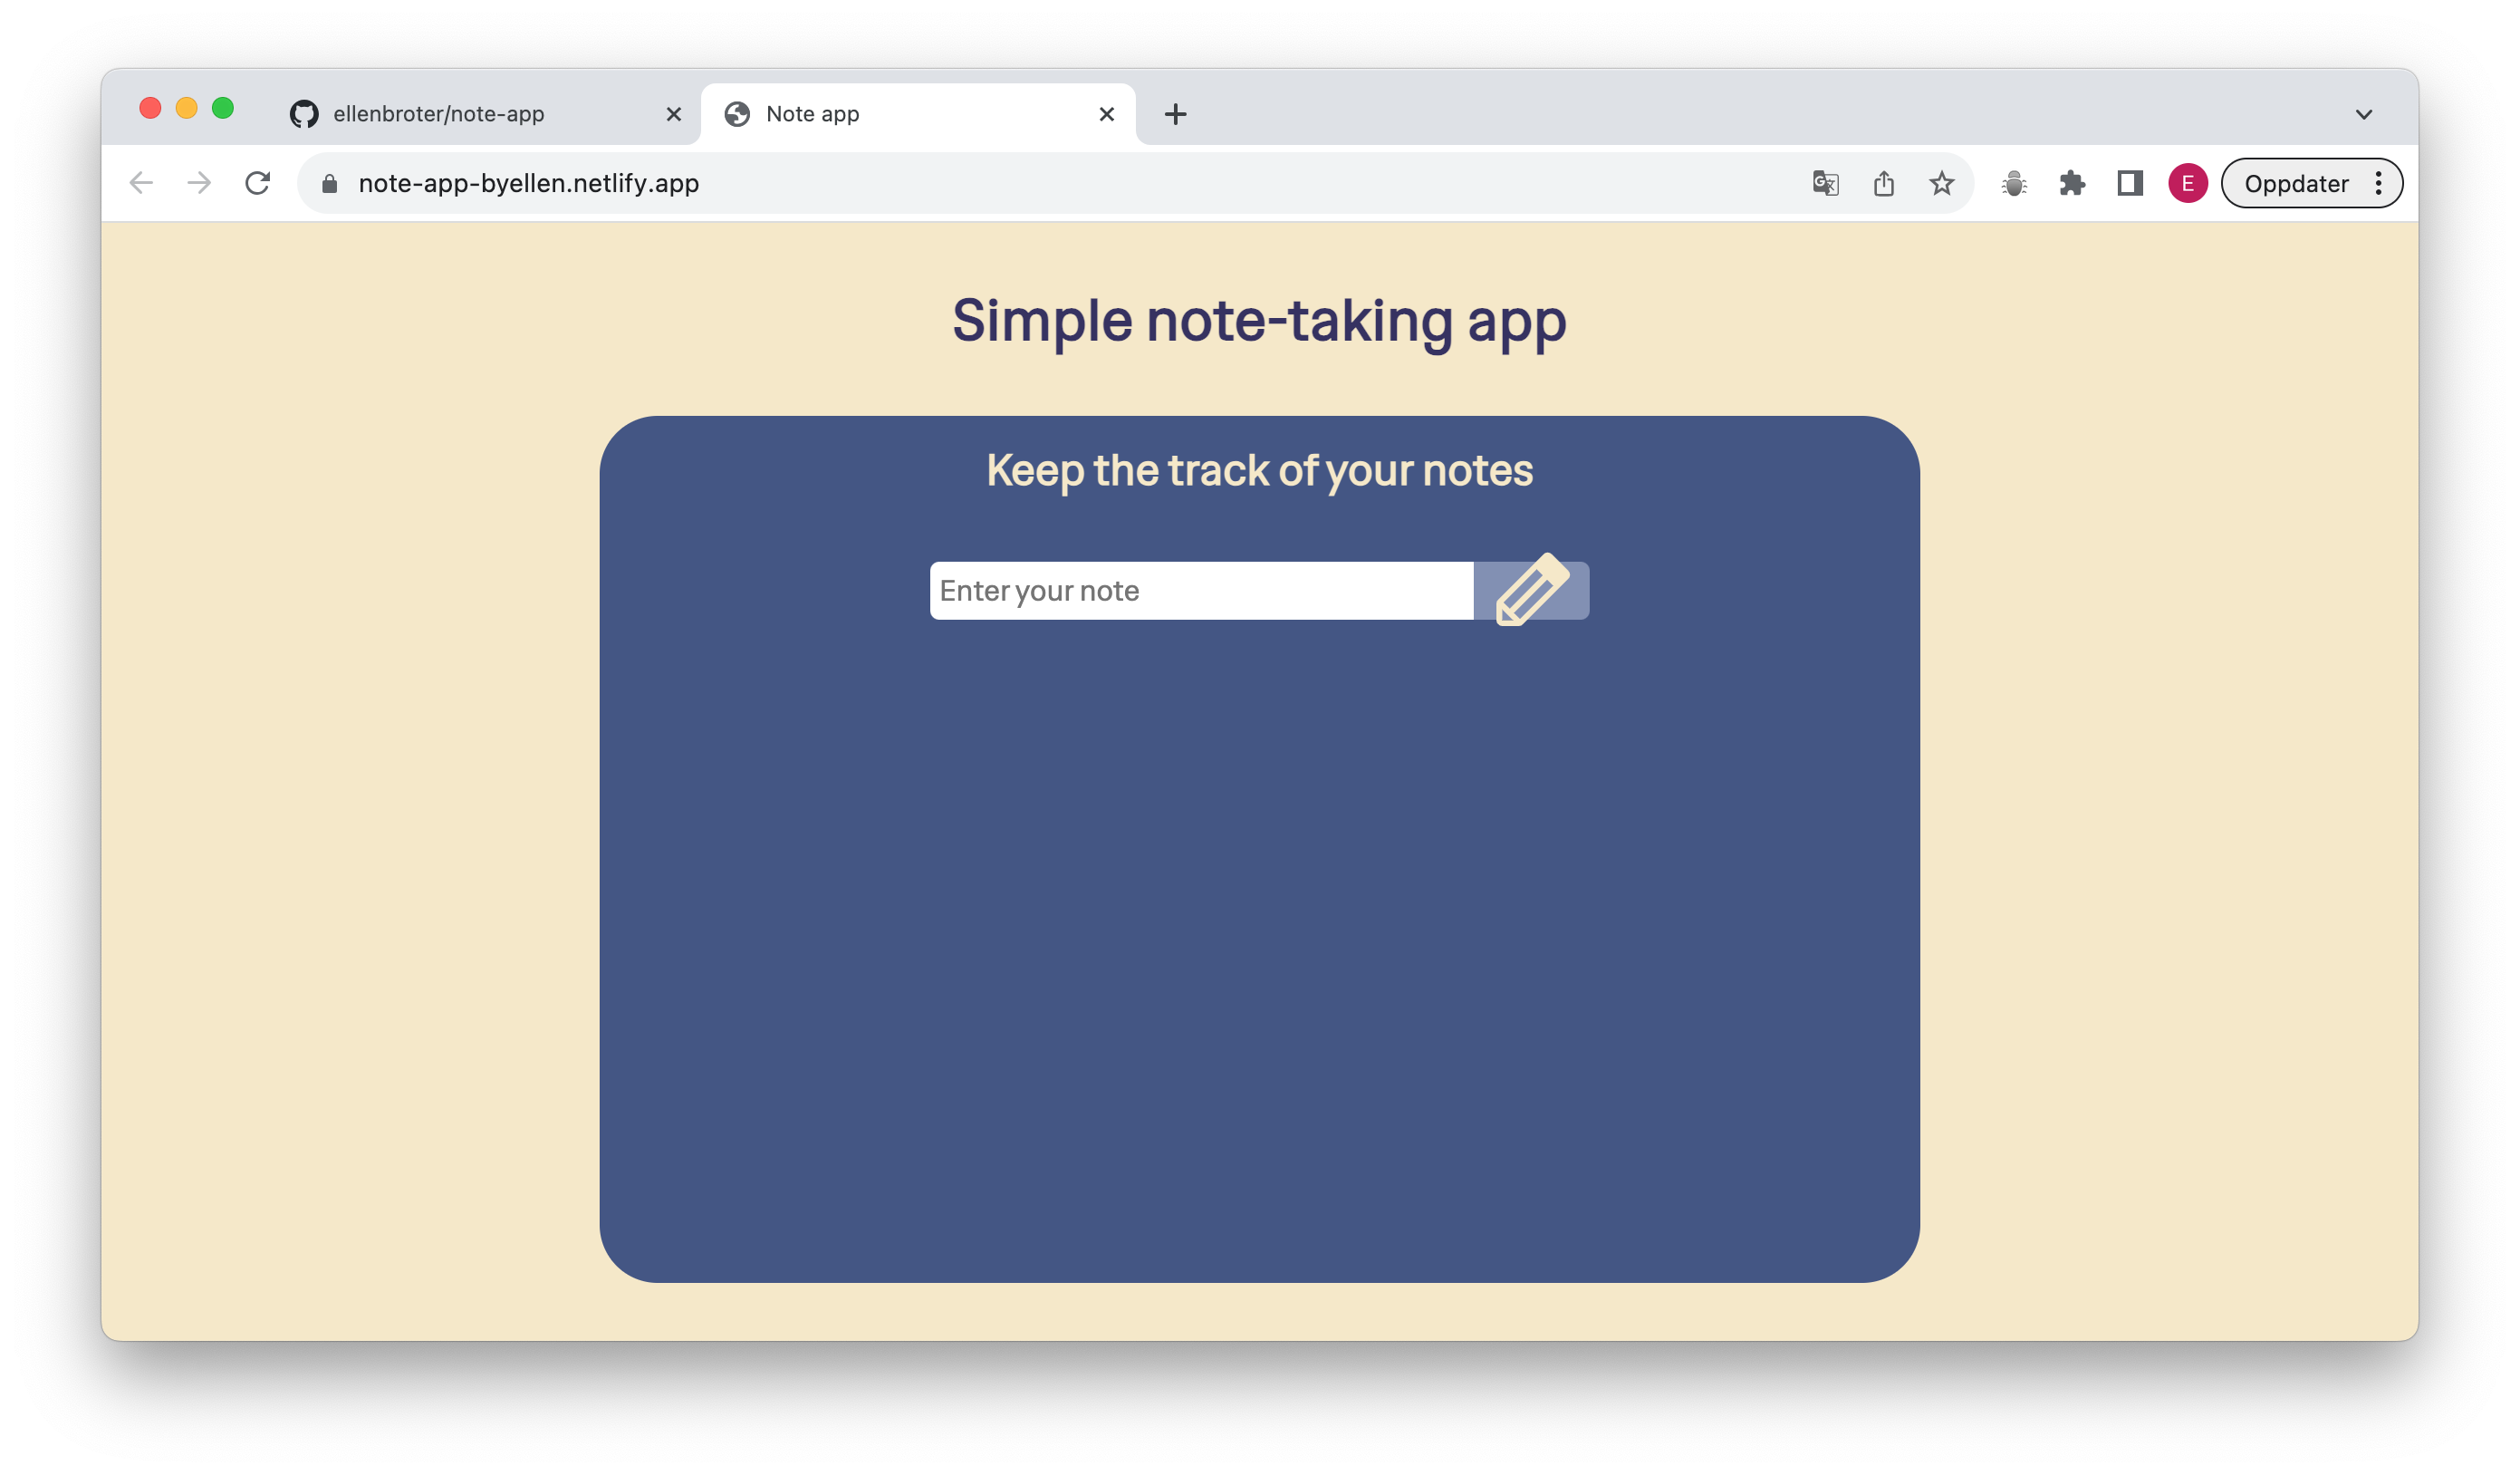 ellenbroter/note-app
Note app
note-app-byellen.netlify.app
E
Oppdater
Simple note-taking app
Keep the track of your notes
Enter your note